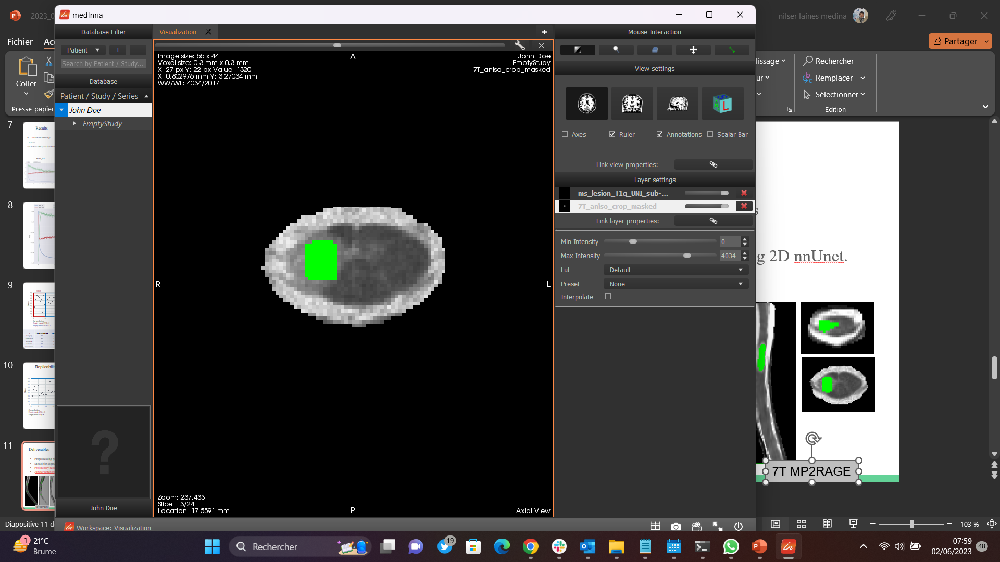 medInria
nilser laines medina
Fichier
Partager
Coller
Presse-papier
Rechercher
Remplacer
Sélectionner
Édition
Database Filter
Patient
+
-
Search by Patient / Study...
Database
Patient / Study / Series
John Doe
EmptyStudy
John Doe
Visualization
Image size: 55 x 44
Voxel size: 0.3 mm x 0.3 mm
X: 27 px Y: 22 px Value: 1320
X: 0.802976 mm Y: 3.27034 mm
WW/WL: 4034/2017
A
John Doe
EmptyStudy
7T_aniso_crop_masked
R
L
Zoom: 237.433
Slice: 13/24
Location: 17.5591 mm
P
Axial View
Mouse Interaction
View settings
Axes
Ruler
Annotations
Scalar Bar
Link view properties:
Layer settings
ms_lesion_T1q_UNI_sub-...
7T_aniso_crop_masked
Link layer properties:
Min Intensity
0
Max Intensity
4034
Lut
Default
Preset
None
Interpolate
Workspace: Visualization
7
Results
8
9
10
Replicabil
11
Deliverables
g 2D nnUnet.
7T MP2RAGE
Diapositive 11 d
103 %
1
21°C
Brume
Rechercher
19
07:59
02/06/2023
48